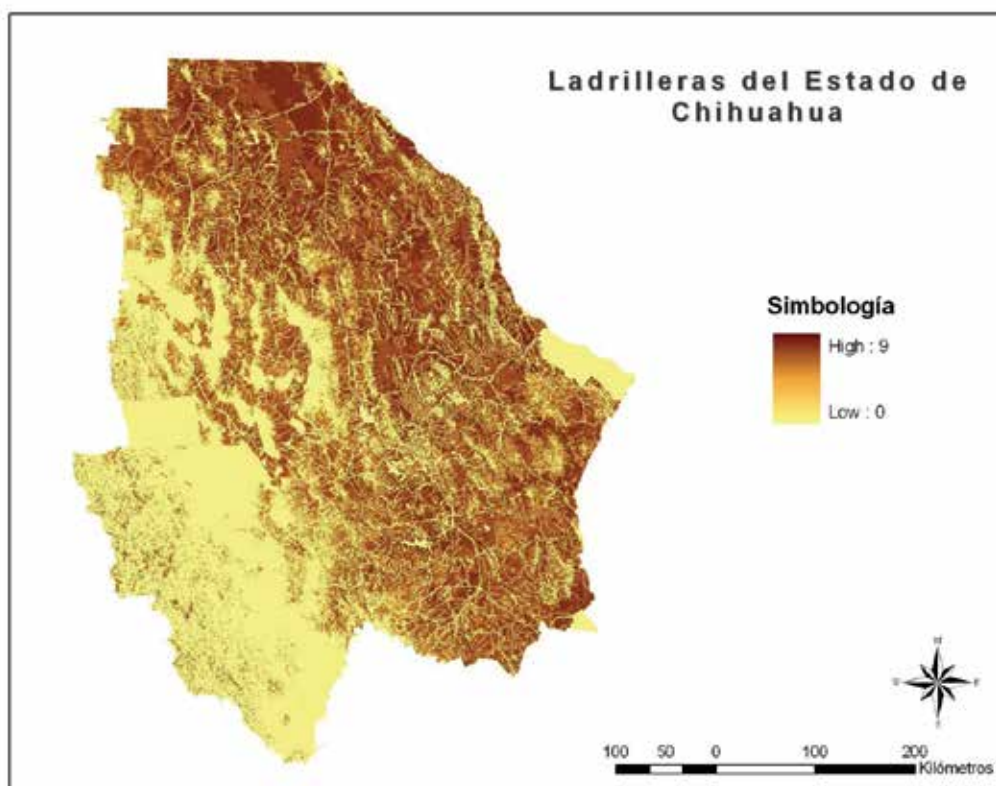 Ladrilleras del Estado de
Chihuahua
Simbología
High : 9
Low : 0
100 50 0 100 200
Kilómetros